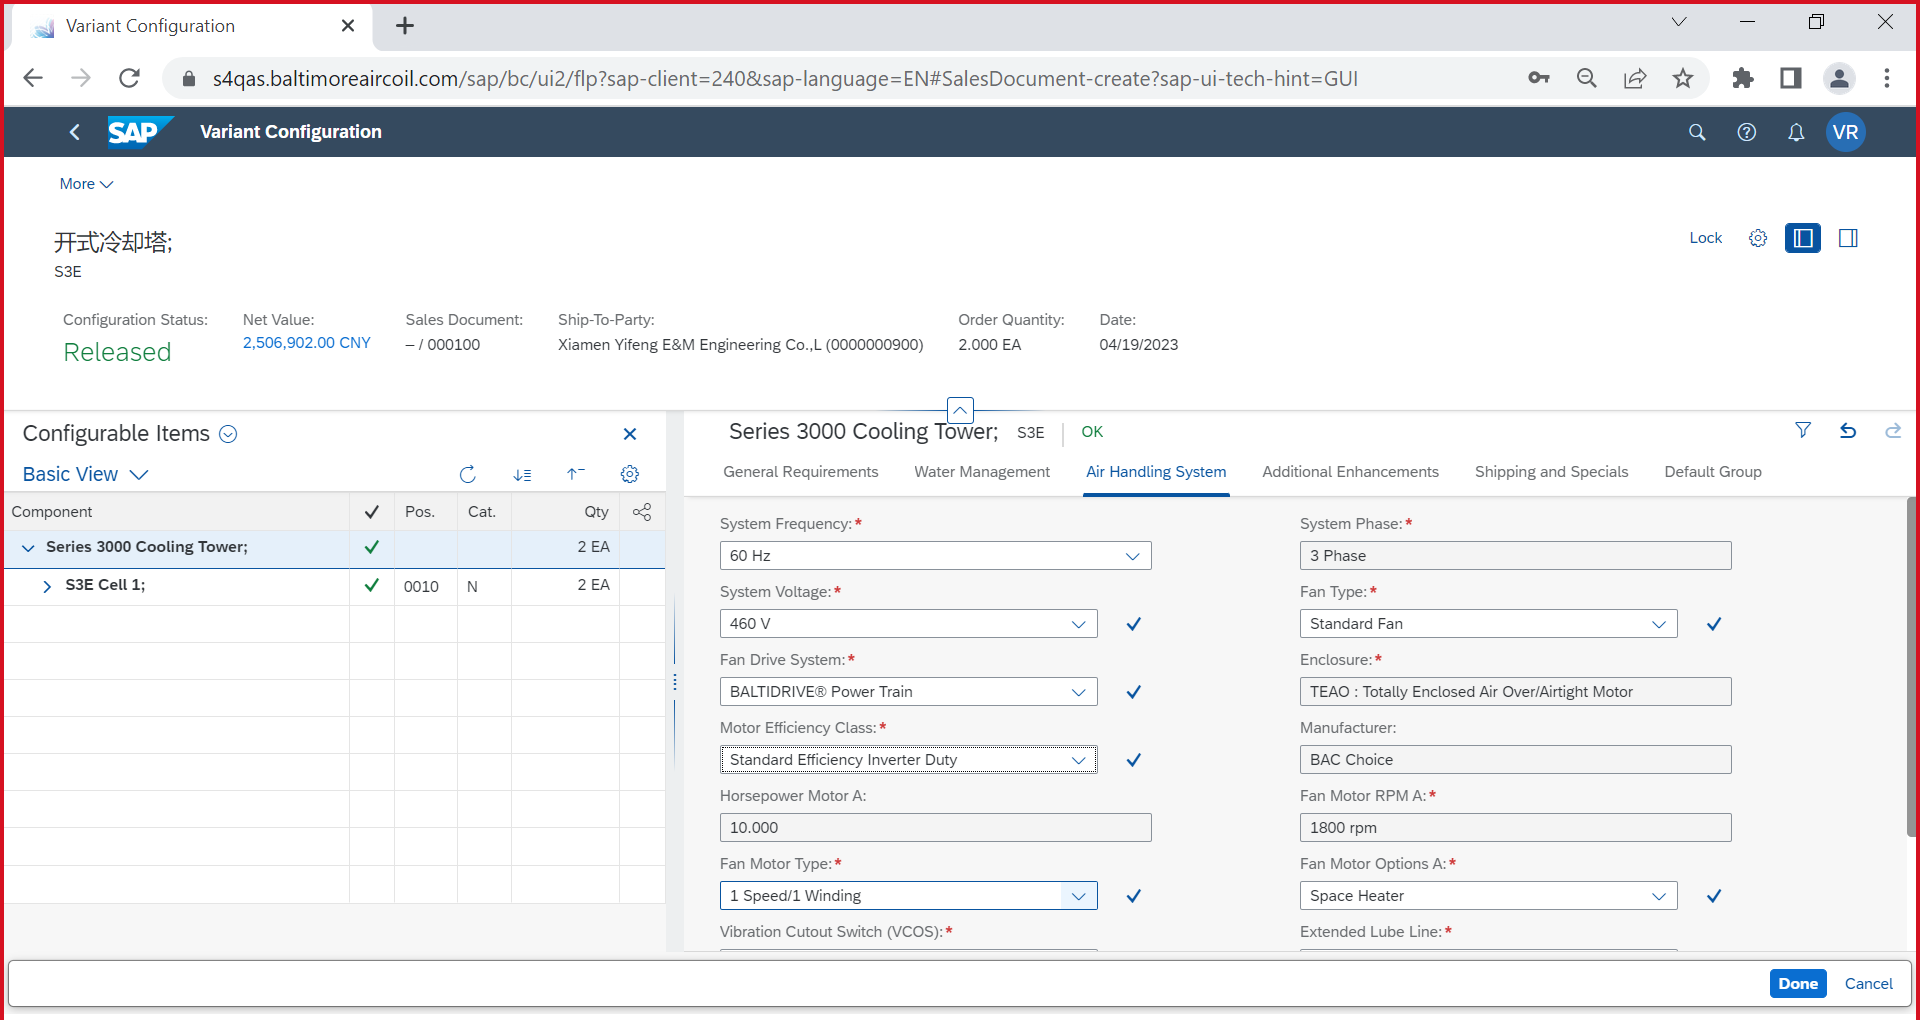 Variant Configuration
s4qas.baltimoreaircoil.com/sap/bc/ui2/flp?sap-client=240&sap-language=EN#SalesDocument-create?sap-ui-tech-hint=GUI
SAP Variant Configuration VR
More
开式冷却塔;
S3E
Lock
Configuration Status: Net Value: Sales Document: Ship-To-Party: Order Quantity: Date:
Released 2,506,902.00 CNY – / 000100 Xiamen Yifeng E&M Engineering Co.,L (0000000900) 2.000 EA 04/19/2023
Configurable Items
Basic View
Component Pos. Cat. Qty
Series 3000 Cooling Tower; 2 EA
S3E Cell 1; 0010 N 2 EA
Series 3000 Cooling Tower; S3E OK
General Requirements Water Management Air Handling System Additional Enhancements Shipping and Specials Default Group
System Frequency:* System Phase:*
60 Hz 3 Phase
System Voltage:* Fan Type:*
460 V Standard Fan
Fan Drive System:* Enclosure:*
BALTIDRIVE® Power Train TEAO : Totally Enclosed Air Over/Airtight Motor
Motor Efficiency Class:* Manufacturer:
Standard Efficiency Inverter Duty BAC Choice
Horsepower Motor A: Fan Motor RPM A:*
10.000 1800 rpm
Fan Motor Type:* Fan Motor Options A:*
1 Speed/1 Winding Space Heater
Vibration Cutout Switch (VCOS):* Extended Lube Line:*
Done Cancel